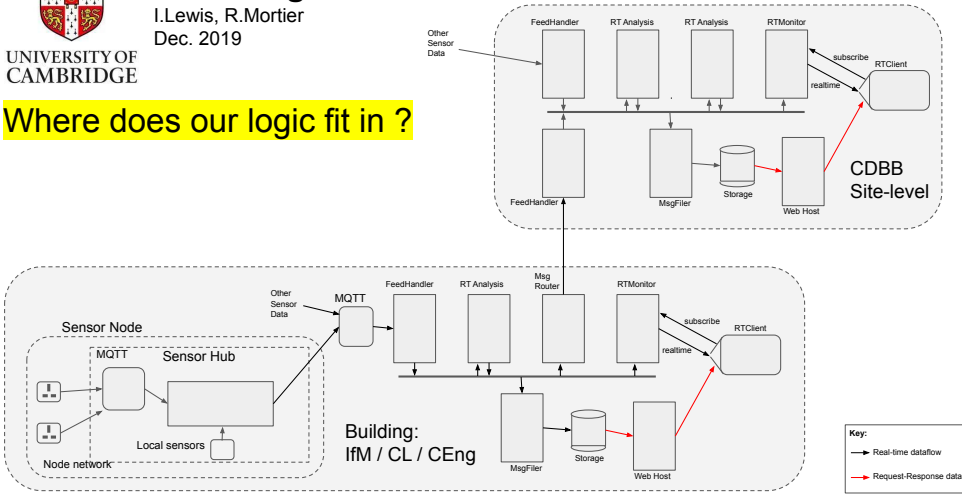 I.Lewis, R.Mortier
Dec. 2019
UNIVERSITY OF
CAMBRIDGE
Where does our logic fit in ?
Other
Sensor
Data
FeedHandler
RT Analysis
RT Analysis
RTMonitor
subscribe
RTClient
realtime
FeedHandler
MsgFiler
Storage
Web Host
CDBB
Site-level
Other
Sensor
Data
MQTT
FeedHandler
RT Analysis
Msg
Router
RTMonitor
subscribe
RTClient
realtime
Sensor Node
MQTT
Sensor Hub
Local sensors
Node network
Building:
IfM / CL / CEng
MsgFiler
Storage
Web Host
Key:
Real-time dataflow
Request-Response data